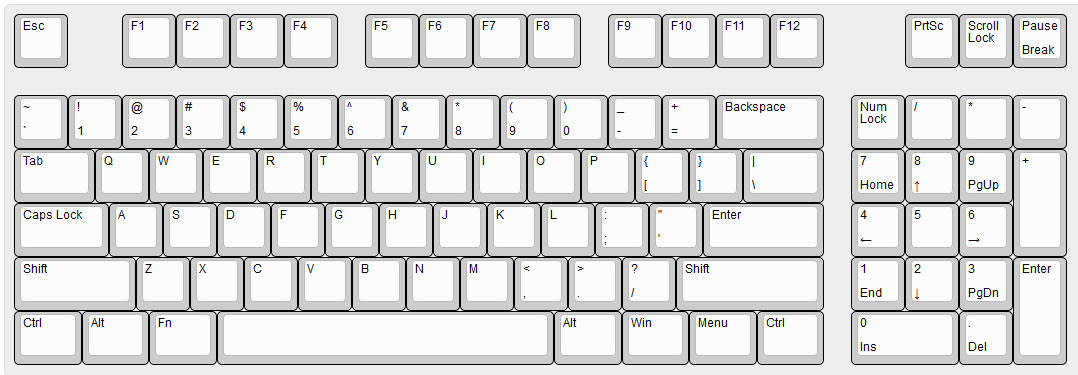 Esc F1 F2 F3 F4 F5 F6 F7 F8 F9 F10 F11 F12 PrtSc Scroll Pause
Lock
Break
~ ! @ # $ % ^ & * ( ) _ + Backspace Num / * -
Lock
` 1 2 3 4 5 6 7 8 9 0 - =
Tab Q W E R T Y U I O P { } | 7 8 9 +
[ ] \ Home ↑ PgUp
Caps Lock A S D F G H J K L : " Enter 4 5 6
; ' ← →
Shift Z X C V B N M < > ? Shift 1 2 3 Enter
, . / End ↓ PgDn
Ctrl Alt Fn Alt Win Menu Ctrl 0 .
Ins Del